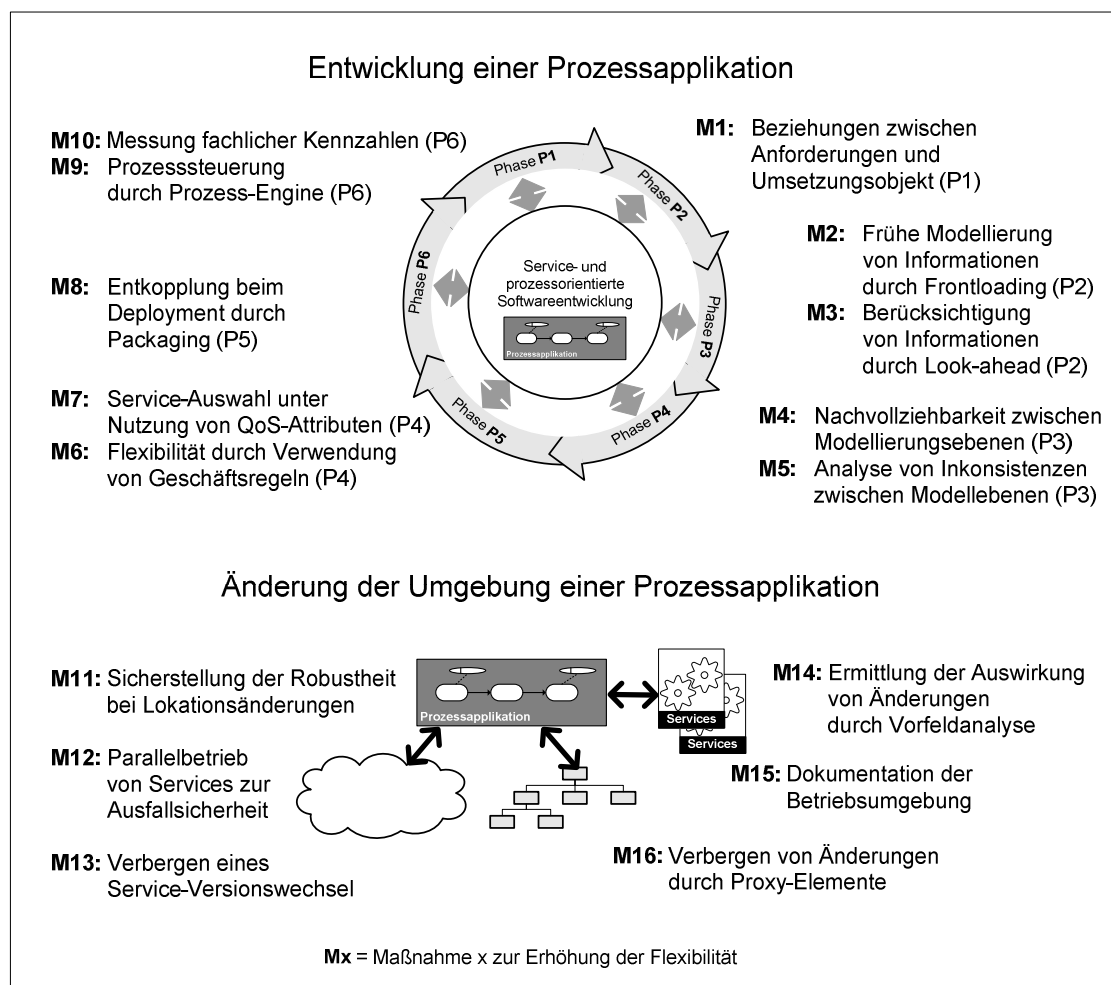 Entwicklung einer Prozessapplikation
M10: Messung fachlicher Kennzahlen (P6)
M9: Prozesssteuerung
durch Prozess-Engine (P6)
M8: Entkopplung beim
Deployment durch
Packaging (P5)
M7: Service-Auswahl unter
Nutzung von QoS-Attributen (P4)
M6: Flexibilität durch Verwendung
von Geschäftsregeln (P4)
Phase P1
Phase P2
Phase P3
Phase P4
Phase P5
Phase P6
Service- und
prozessorientierte
Softwareentwicklung
Prozessapplikation
M1: Beziehungen zwischen
Anforderungen und
Umsetzungsobjekt (P1)
M2: Frühe Modellierung
von Informationen
durch Frontloading (P2)
M3: Berücksichtigung
von Informationen
durch Look-ahead (P2)
M4: Nachvollziehbarkeit zwischen
Modellierungsebenen (P3)
M5: Analyse von Inkonsistenzen
zwischen Modellebenen (P3)
Änderung der Umgebung einer Prozessapplikation
M11: Sicherstellung der Robustheit
bei Lokationsänderungen
M12: Parallelbetrieb
von Services zur
Ausfallsicherheit
M13: Verbergen eines
Service-Versionswechsel
Prozessapplikation
Services
Services
M14: Ermittlung der Auswirkung
von Änderungen
durch Vorfeldanalyse
M15: Dokumentation der
Betriebsumgebung
M16: Verbergen von Änderungen
durch Proxy-Elemente
Mx = Maßnahme x zur Erhöhung der Flexibilität